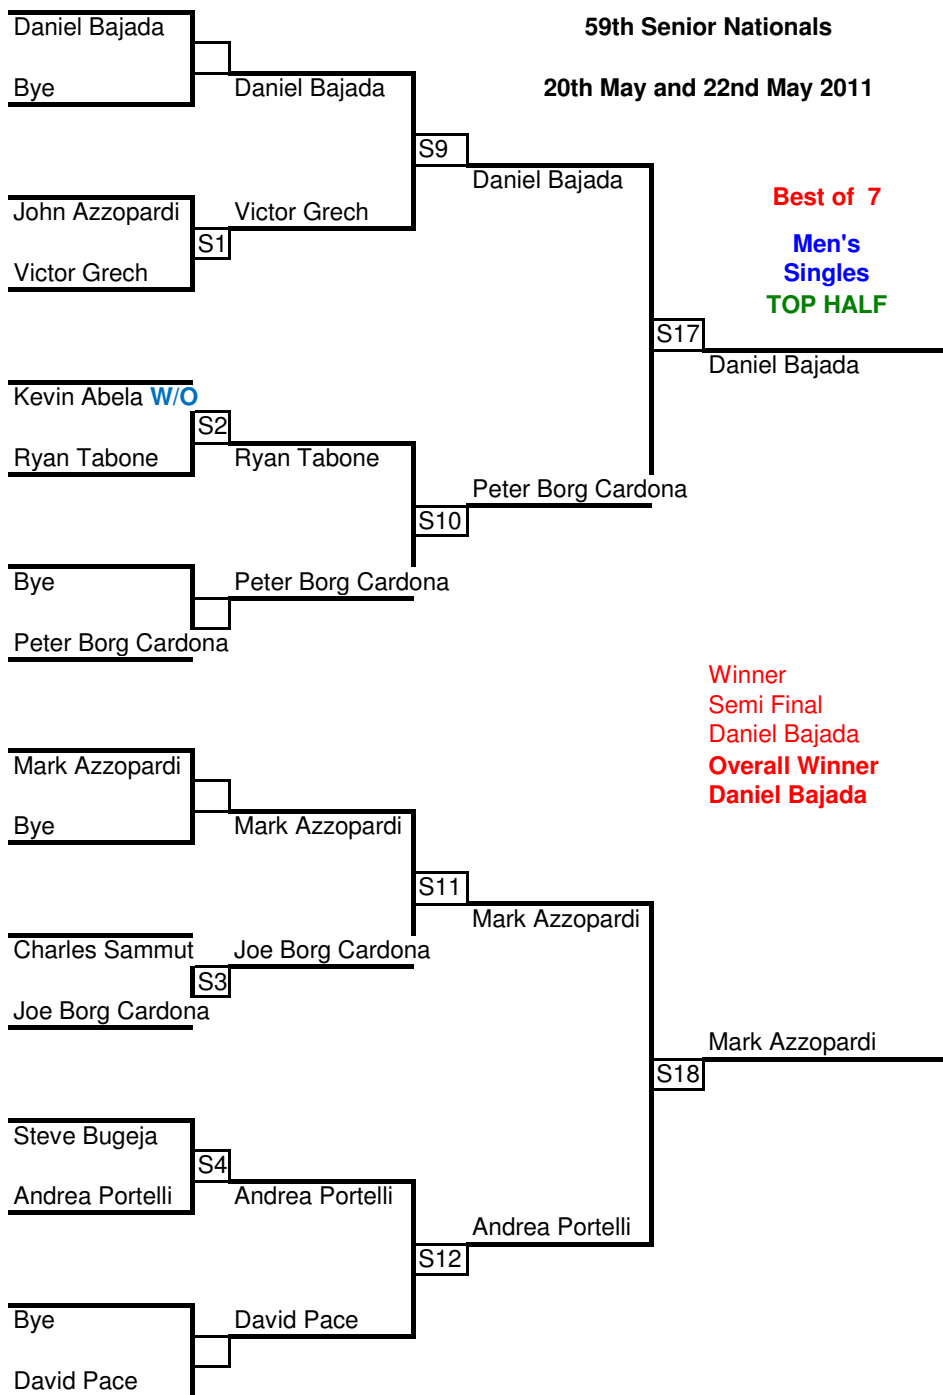 Daniel Bajada
59th Senior Nationals
Bye
Daniel Bajada
20th May and 22nd May 2011
S9
Daniel Bajada
Best of 7
John Azzopardi
Victor Grech
S1
Men's
Victor Grech
Singles
TOP HALF
S17
Daniel Bajada
Kevin Abela W/O
S2
Ryan Tabone
Ryan Tabone
Peter Borg Cardona
S10
Bye
Peter Borg Cardona
Peter Borg Cardona
Winner
Semi Final
Daniel Bajada
Overall Winner
Daniel Bajada
Mark Azzopardi
Bye
Mark Azzopardi
S11
Mark Azzopardi
Charles Sammut
Joe Borg Cardona
S3
Joe Borg Cardona
Mark Azzopardi
S18
Steve Bugeja
S4
Andrea Portelli
Andrea Portelli
Andrea Portelli
S12
Bye
David Pace
David Pace